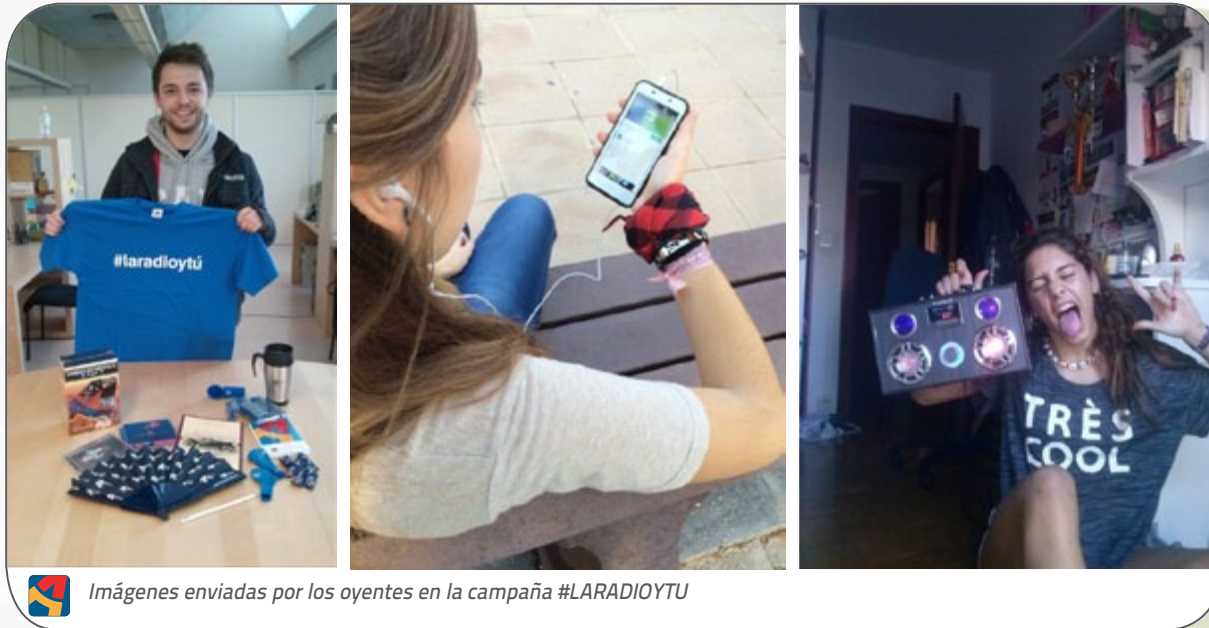 #laradioytú
TRÈS
COOL
Imágenes enviadas por los oyentes en la campaña #LARADIOYTU